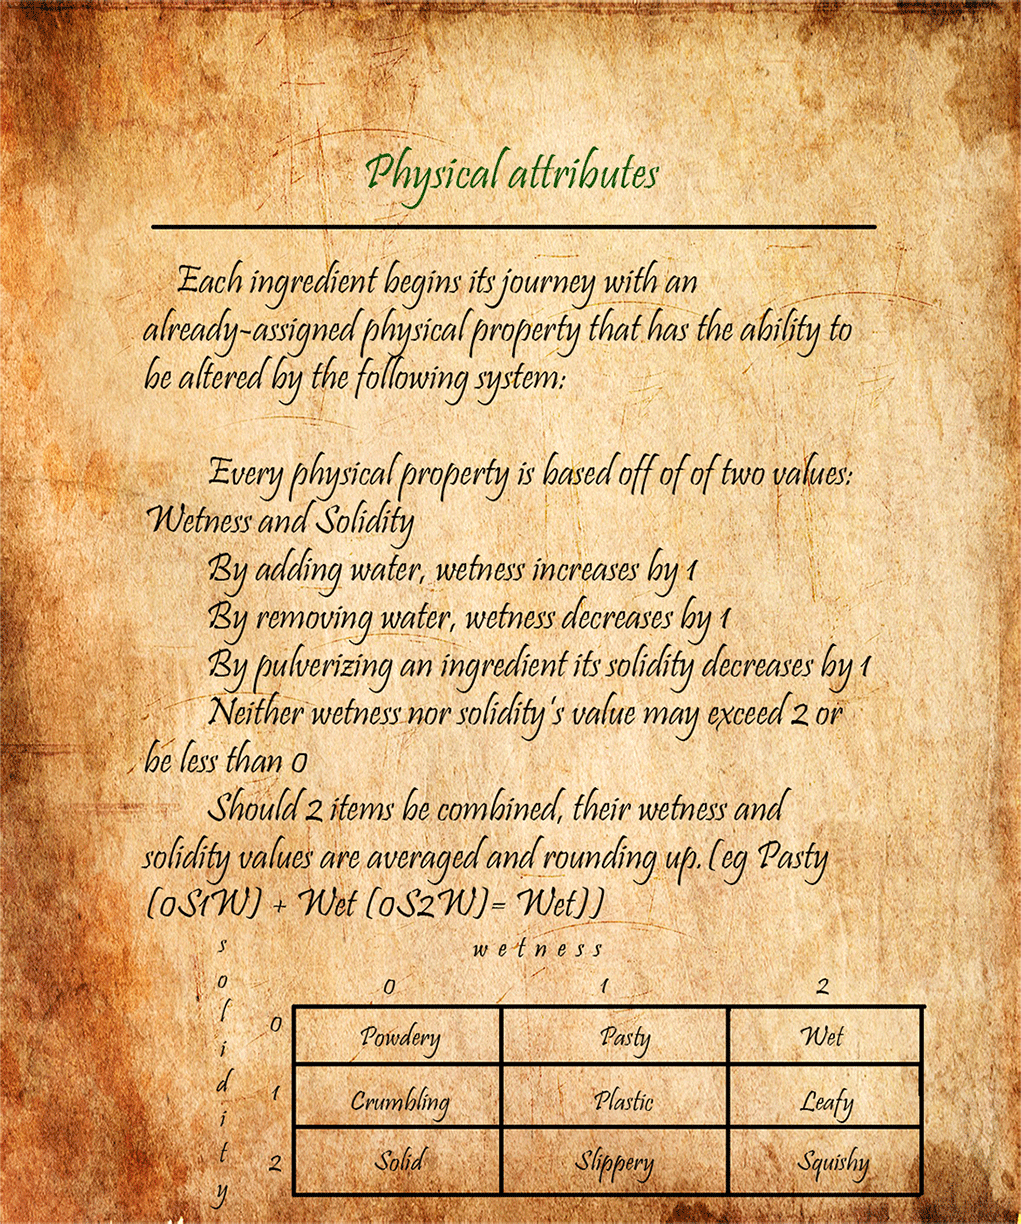 Physical attributes
Each ingredient begins its journey with an
already-assigned physical property that has the ability to
be altered by the following system:
Every physical property is based off of of two values:
Wetness and Solidity
By adding water, wetness increases by 1
By removing water, wetness decreases by 1
By pulverizing an ingredient its solidity decreases by 1
Neither wetness nor solidity's value may exceed 2 or
be less than 0
Should 2 items be combined, their wetness and
solidity values are averaged and rounding up.(eg Pasty
(0S1W) + Wet (0S2W)= Wet))
solidity
wetness
0 1 2
0 Powdery Pasty Wet
1 Crumbling Plastic Leafy
2 Solid Slippery Squishy